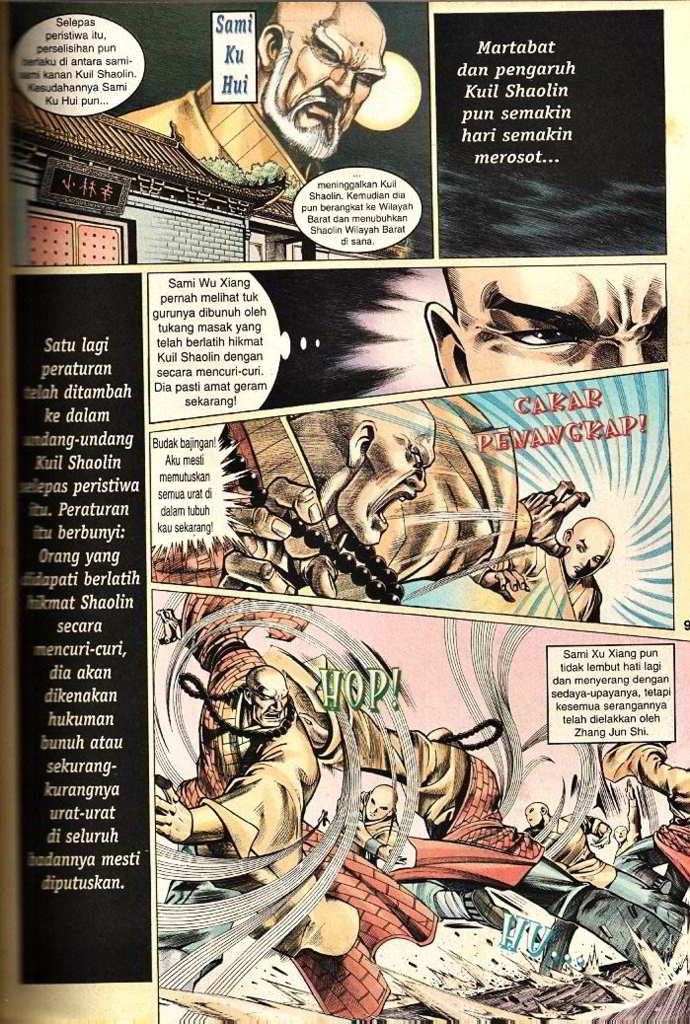 Selepas
peristiwa itu,
perselisihan pun
berlaku di antara sami-
sami kanan Kuil Shaolin.
Kesudahannya Sami
Ku Hui pun...
Sami
Ku
Hui
小林寺
... meninggalkan Kuil
Shaolin. Kemudian dia
pun berangkat ke Wilayah
Barat dan menubuhkan
Shaolin Wilayah Barat
di sana.
Martabat
dan pengaruh
Kuil Shaolin
pun semakin
hari semakin
merosot...
Satu lagi
peraturan
telah ditambah
ke dalam
undang-undang
Kuil Shaolin
selepas peristiwa
itu. Peraturan
itu berbunyi:
Orang yang
didapati berlatih
hikmat Shaolin
secara
mencuri-curi,
dia akan
dikenakan
hukuman
bunuh atau
sekurang-
kurangnya
urat-urat
di seluruh
badannya mesti
diputuskan.
Sami Wu Xiang
pernah melihat tuk
gurunya dibunuh oleh
tukang masak yang
telah berlatih hikmat
Kuil Shaolin dengan
secara mencuri-curi.
Dia pasti amat geram
sekarang!
CAKAR
PENANGKAP!
Budak bajingan!
Aku mesti
memutuskan
semua urat di
dalam tubuh
kau sekarang!
9
Sami Xu Xiang pun
tidak lembut hati lagi
dan menyerang dengan
sedaya-upayanya, tetapi
kesemua serangannya
telah dielakkan oleh
Zhang Jun Shi.
HOP!
HU...